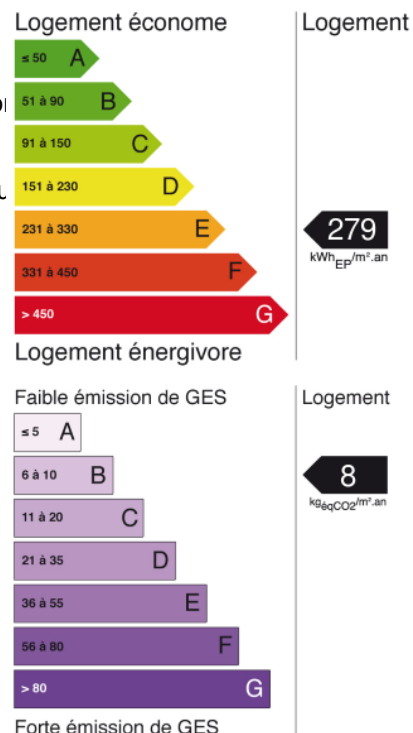 Logement économe
Logement
≤ 50 A
51 à 90 B
91 à 150 C
151 à 230 D
231 à 330 E
279
kWhEP/m².an
331 à 450 F
> 450 G
Logement énergivore
Faible émission de GES
Logement
≤ 5 A
6 à 10 B
8
kgéqCO2/m².an
11 à 20 C
21 à 35 D
36 à 55 E
56 à 80 F
> 80 G
Forte émission de GES